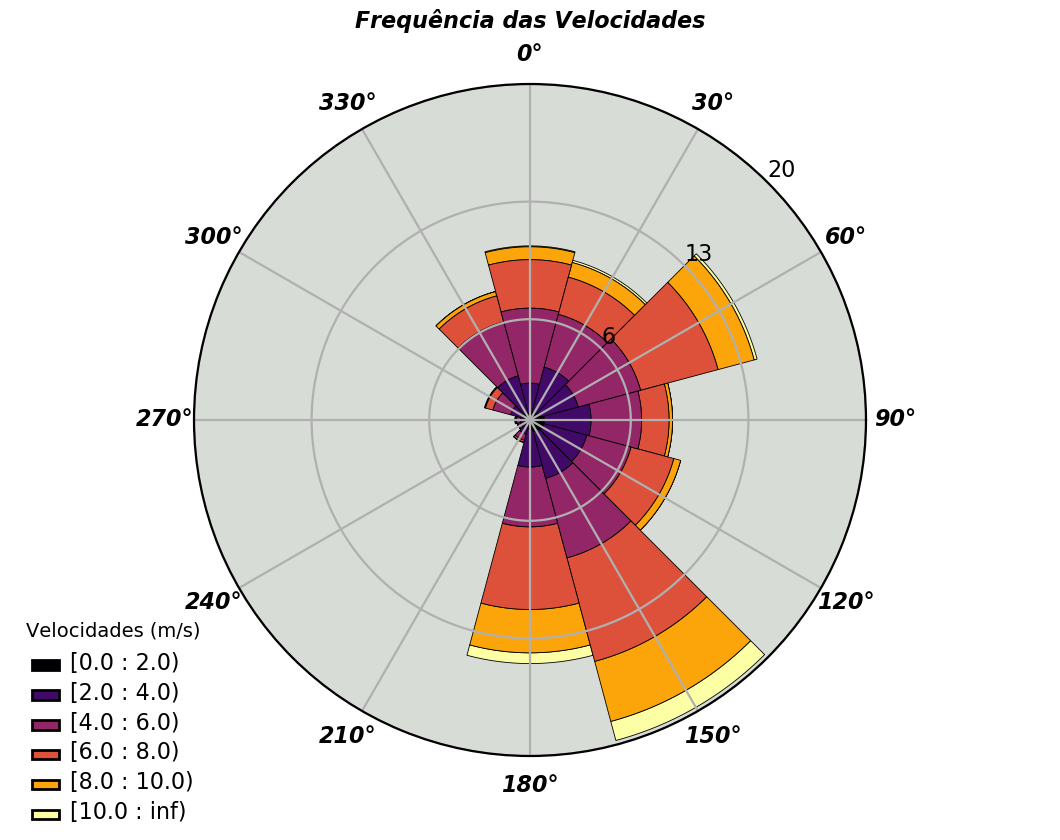 Frequência das Velocidades
0°
330°
30°
20
300°
60°
13
6
270°
90°
240°
120°
210°
150°
180°
Velocidades (m/s)
[0.0 : 2.0)
[2.0 : 4.0)
[4.0 : 6.0)
[6.0 : 8.0)
[8.0 : 10.0)
[10.0 : inf)